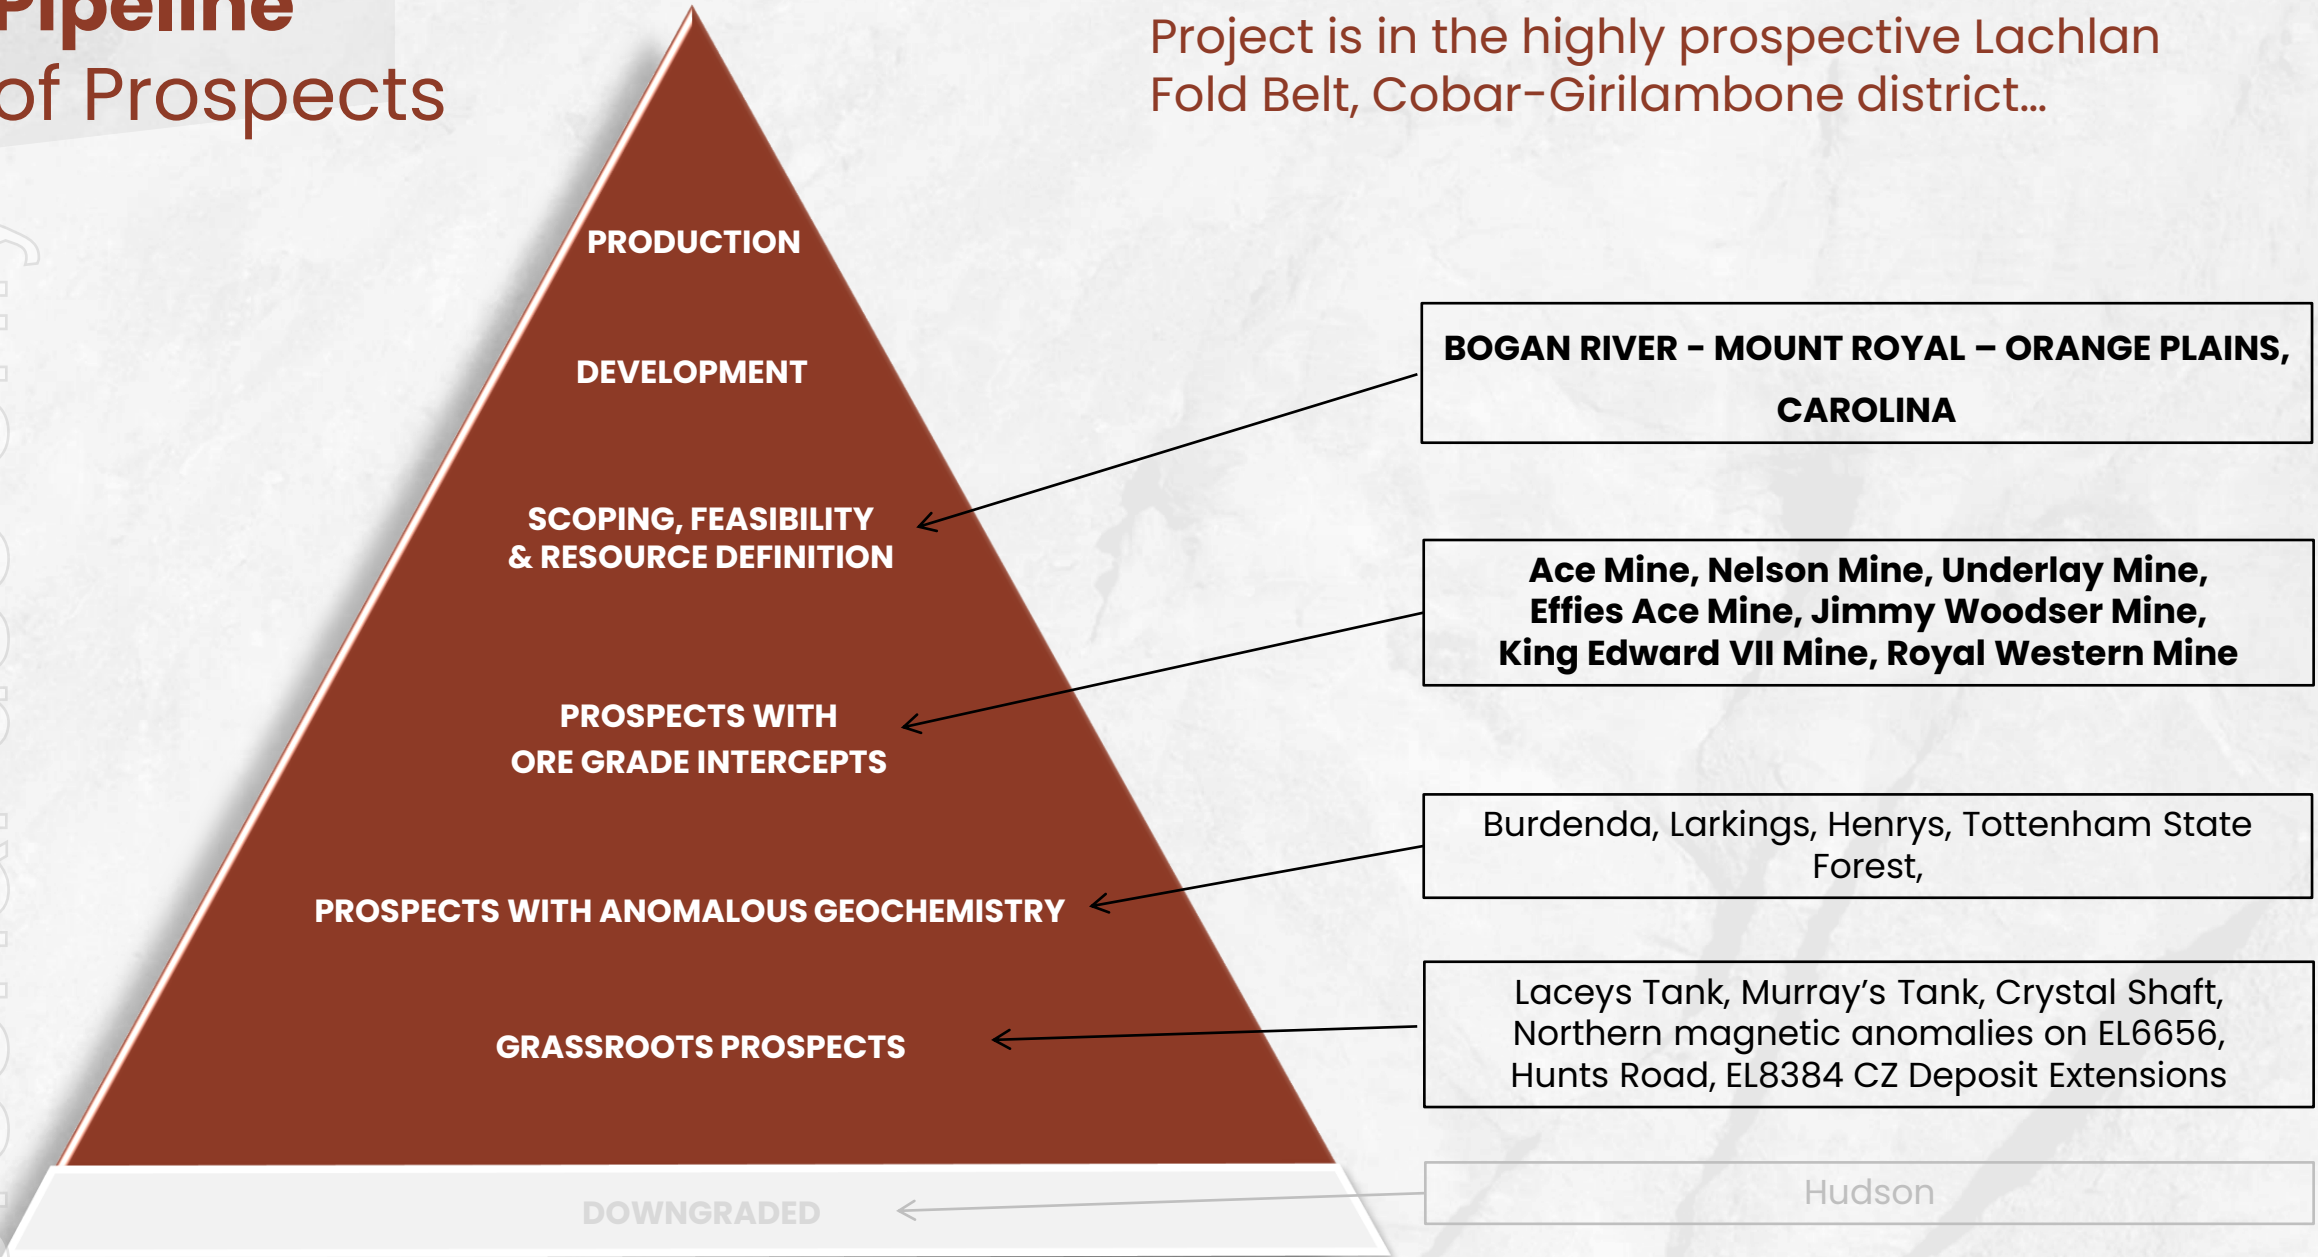 Pipeline
of Prospects
Project is in the highly prospective Lachlan
Fold Belt, Cobar-Girilambone district...
PRODUCTION
DEVELOPMENT
SCOPING, FEASIBILITY
& RESOURCE DEFINITION
PROSPECTS WITH
ORE GRADE INTERCEPTS
PROSPECTS WITH ANOMALOUS GEOCHEMISTRY
GRASSROOTS PROSPECTS
DOWNGRADED
BOGAN RIVER - MOUNT ROYAL – ORANGE PLAINS,
CAROLINA
Ace Mine, Nelson Mine, Underlay Mine,
Effies Ace Mine, Jimmy Woodser Mine,
King Edward VII Mine, Royal Western Mine
Burdenda, Larkings, Henrys, Tottenham State
Forest,
Laceys Tank, Murray’s Tank, Crystal Shaft,
Northern magnetic anomalies on EL6656,
Hunts Road, EL8384 CZ Deposit Extensions
Hudson